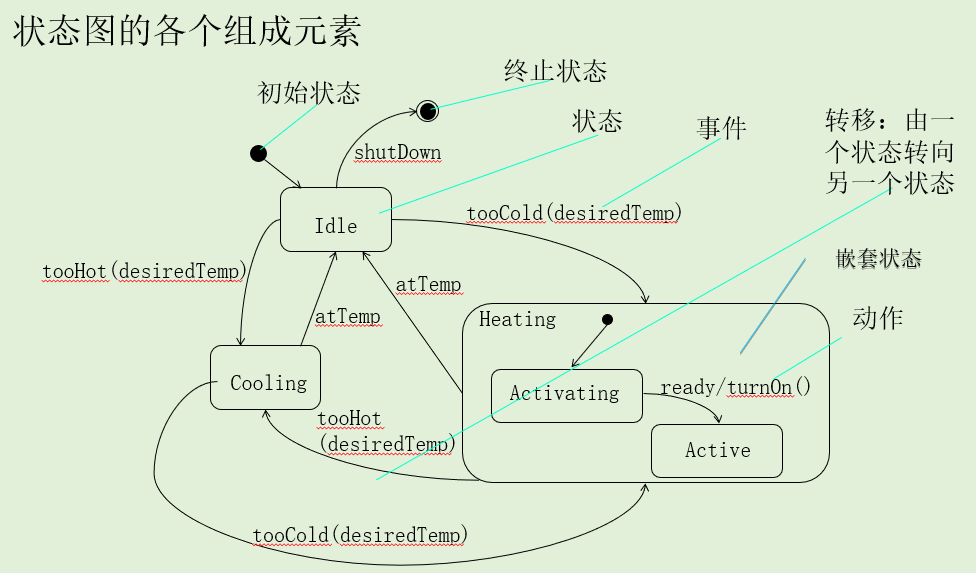 状态图的各个组成元素
初始状态
终止状态
状态
事件
转移：由一
个状态转向
另一个状态
shutDown
Idle
tooCold(desiredTemp)
tooHot(desiredTemp)
atTemp
atTemp
嵌套状态
Heating
动作
Cooling
Activating
ready/turnOn()
tooHot
(desiredTemp)
Active
tooCold(desiredTemp)